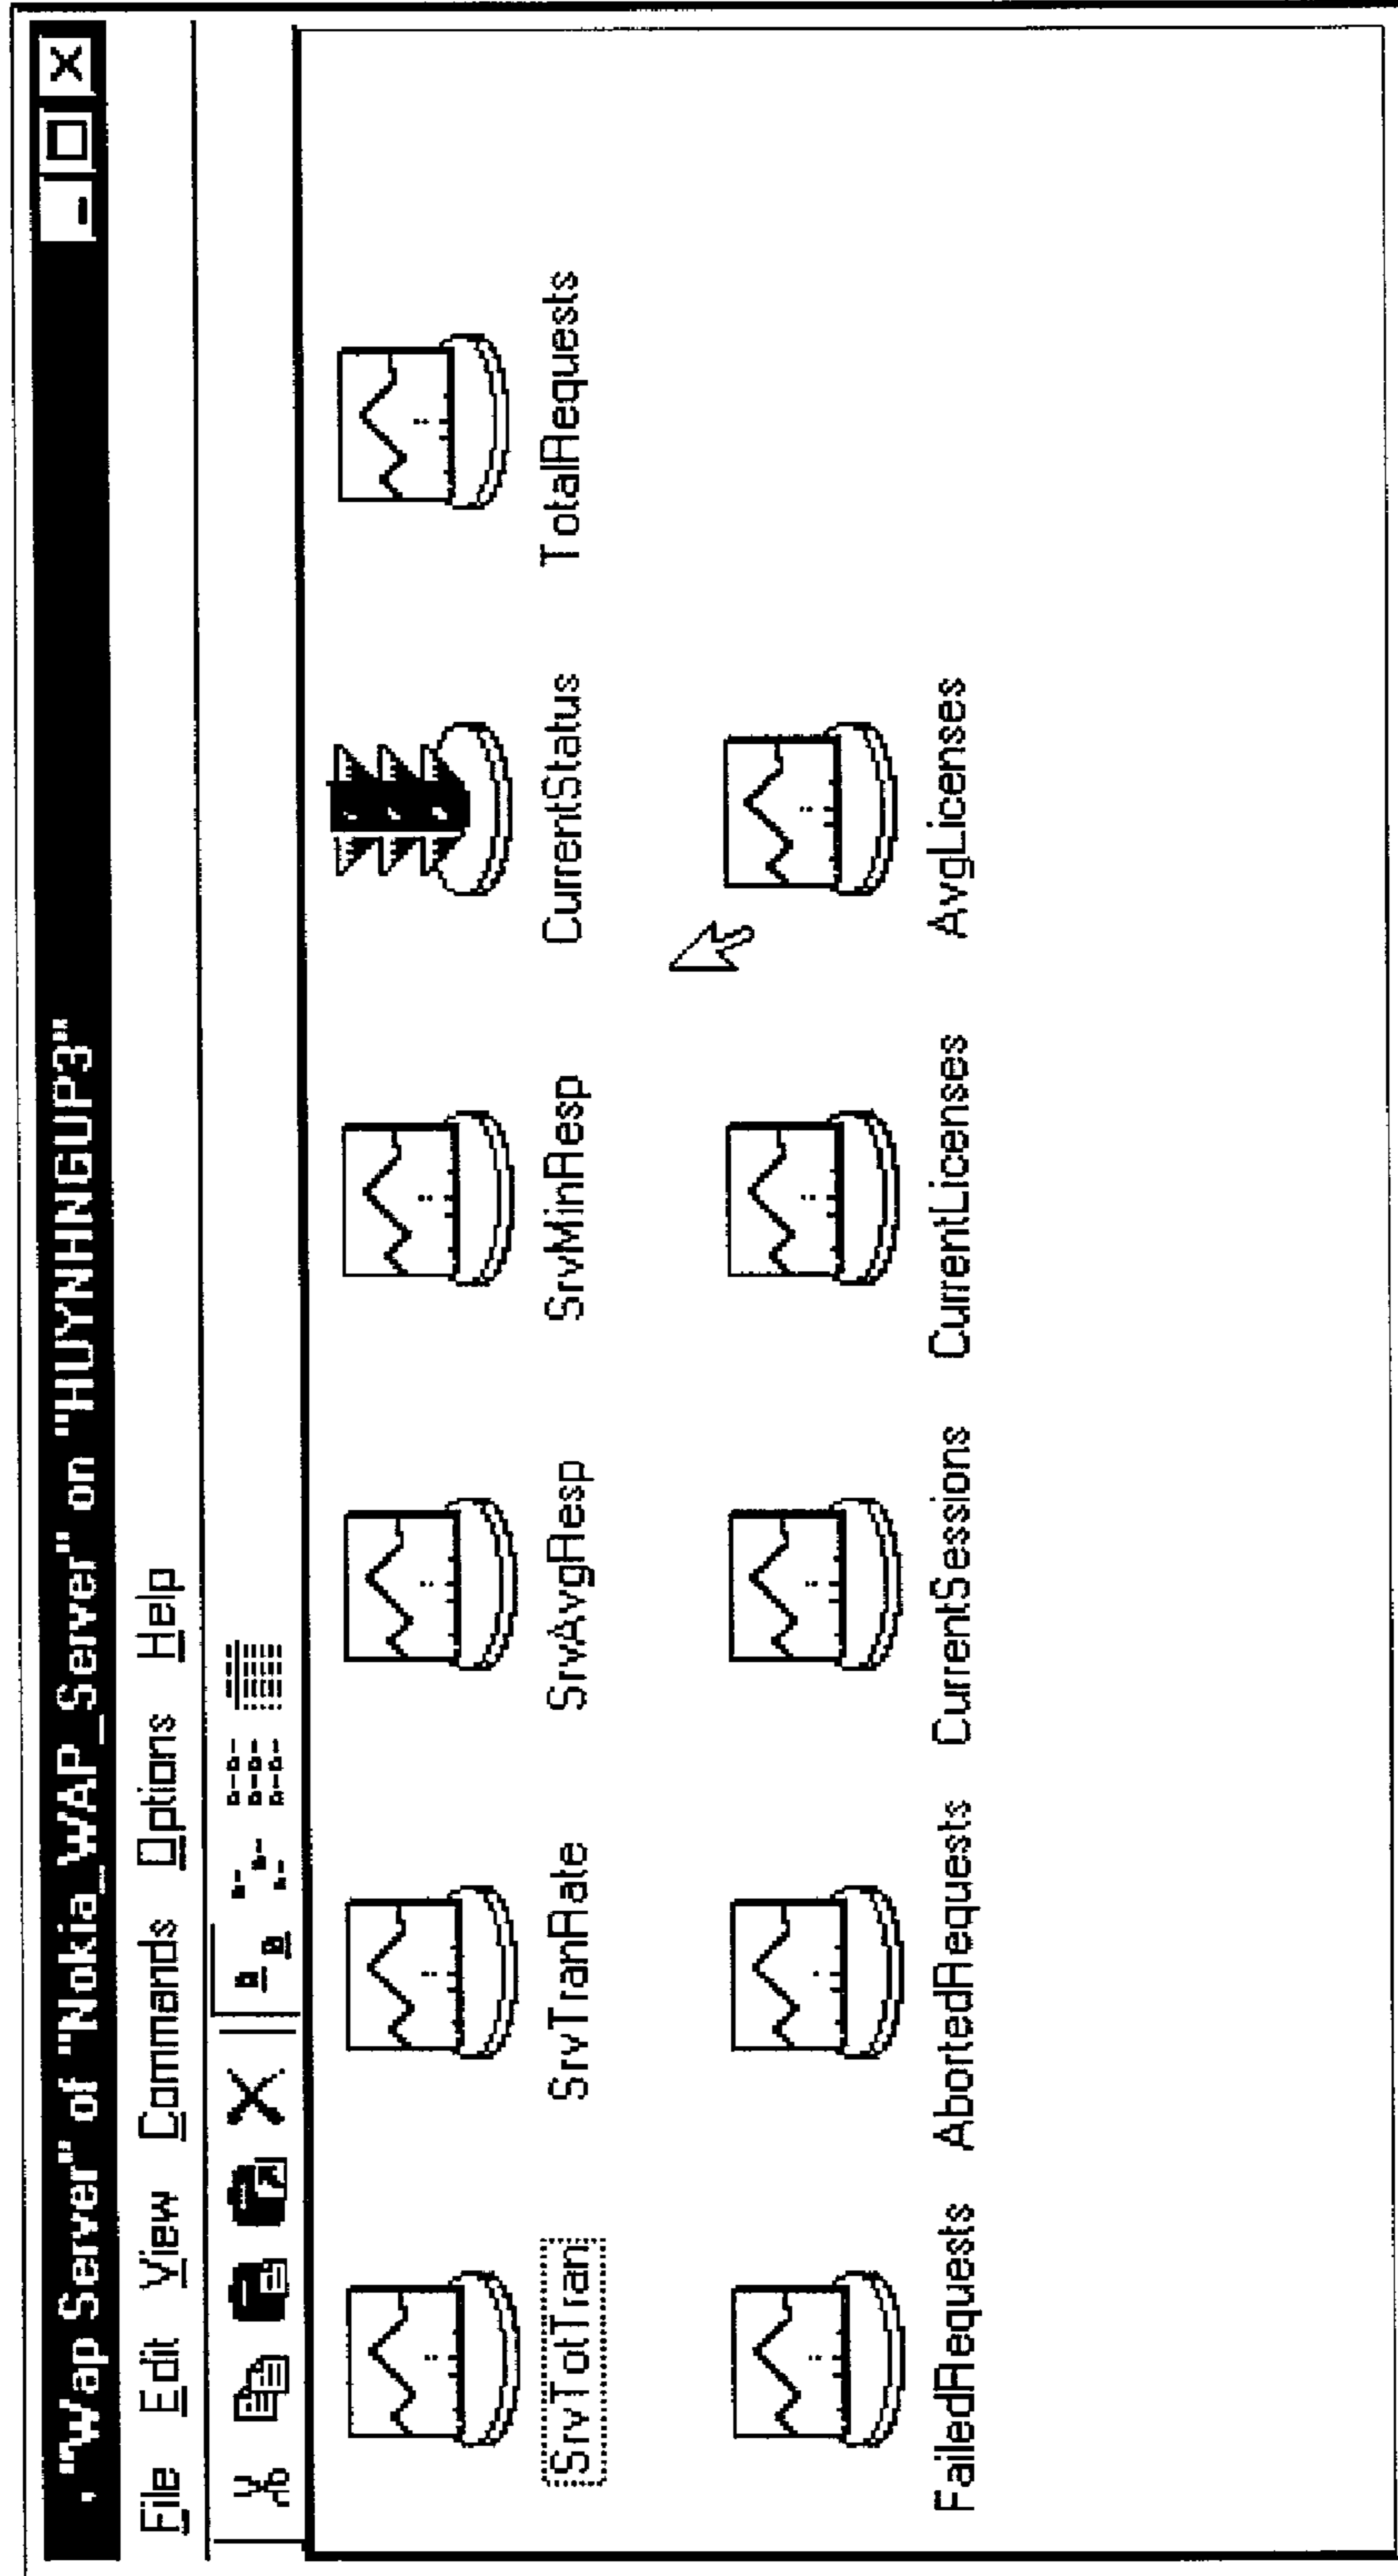 "Wap Server" of "Nokia_WAP_Server" on "HUYNHNGUP3"
File Edit View Commands Options Help
SrvTotTran SrvTranRate SrvAvgResp SrvMinResp CurrentStatus TotalRequests
FailedRequests AbortedRequests CurrentSessions CurrentLicenses AvgLicenses